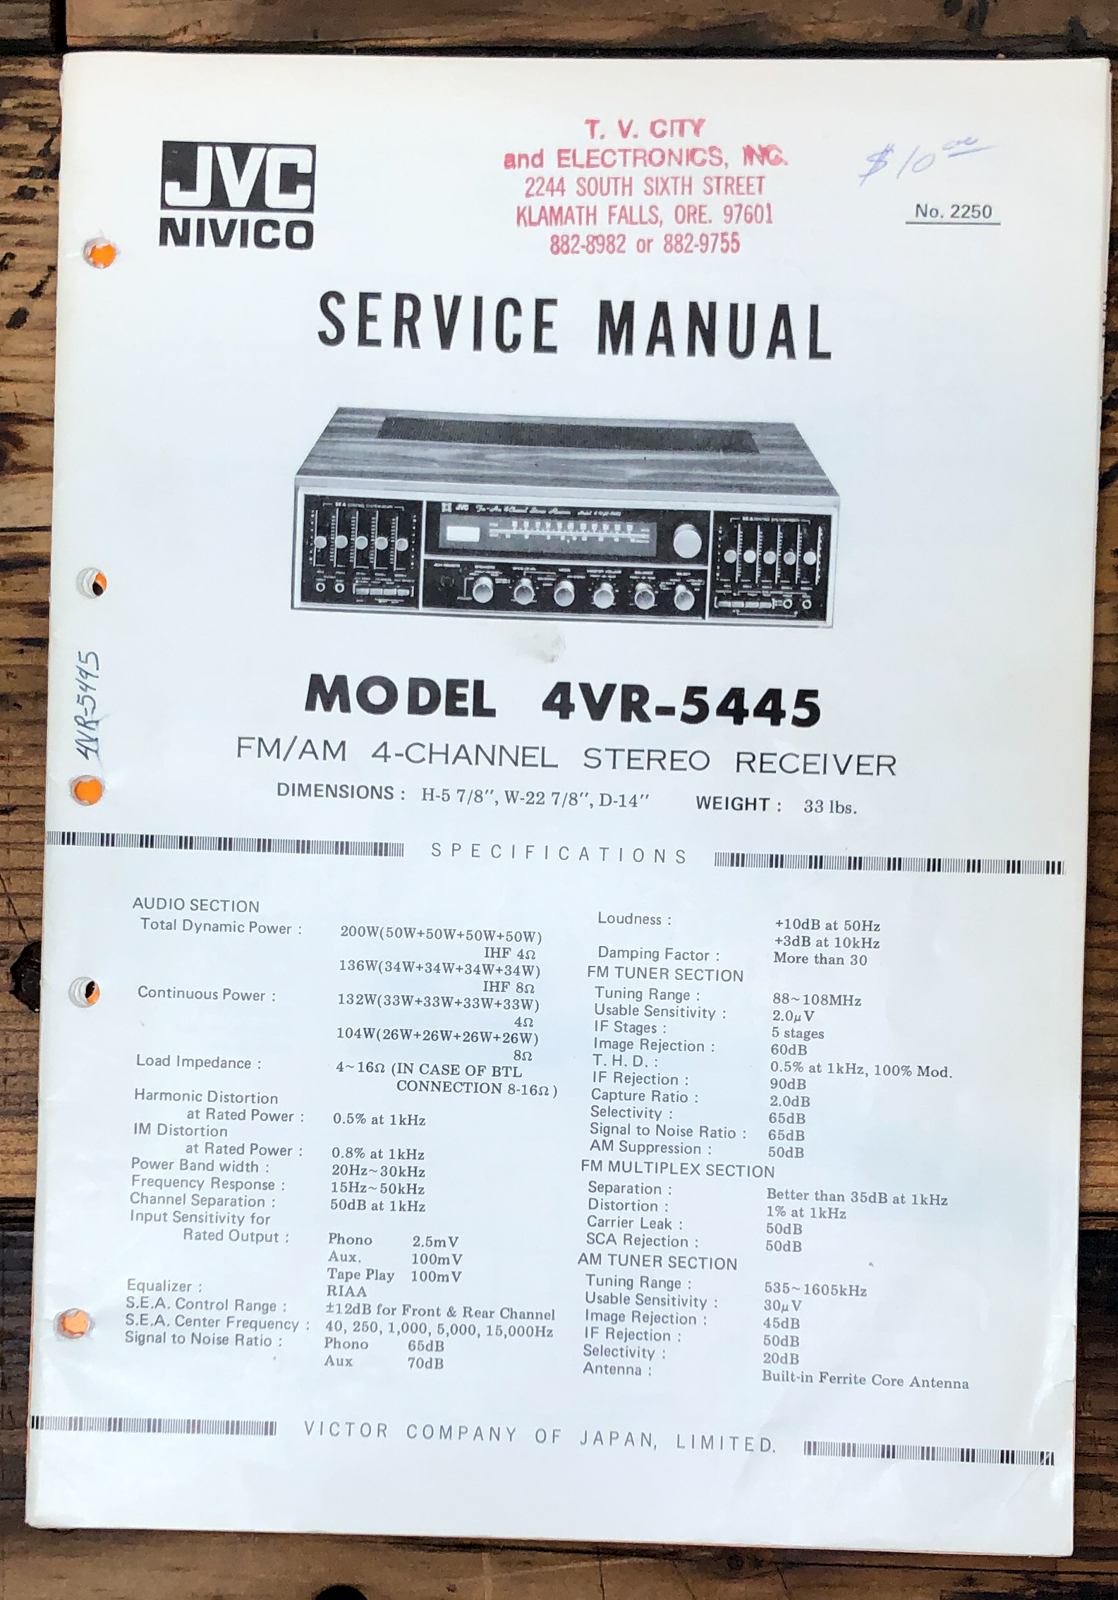 JVC
NIVICO
T. V. CITY
and ELECTRONICS, INC.
2244 SOUTH SIXTH STREET
KLAMATH FALLS, ORE. 97601
882-8982 or 882-9755
$10.00
No. 2250
SERVICE MANUAL
JVC
MODEL 4VR-5445
4VR-5445
FM/AM 4-CHANNEL STEREO RECEIVER
DIMENSIONS : H-5 7/8″, W-22 7/8″, D-14″ WEIGHT : 33 lbs.
SPECIFICATIONS
AUDIO SECTION
Total Dynamic Power : 200W(50W+50W+50W+50W)
IHF 4Ω
136W(34W+34W+34W+34W)
IHF 8Ω
Continuous Power : 132W(33W+33W+33W+33W)
4Ω
104W(26W+26W+26W+26W)
8Ω
Load Impedance : 4~16Ω (IN CASE OF BTL
CONNECTION 8-16Ω)
Harmonic Distortion
at Rated Power : 0.5% at 1kHz
IM Distortion
at Rated Power : 0.8% at 1kHz
Power Band width : 20Hz~30kHz
Frequency Response : 15Hz~50kHz
Channel Separation : 50dB at 1kHz
Input Sensitivity for
Rated Output : Phono 2.5mV
Aux. 100mV
Tape Play 100mV
Equalizer : RIAA
S.E.A. Control Range : ±12dB for Front & Rear Channel
S.E.A. Center Frequency : 40, 250, 1,000, 5,000, 15,000Hz
Signal to Noise Ratio : Phono 65dB
Aux 70dB
Loudness : +10dB at 50Hz
+3dB at 10kHz
Damping Factor : More than 30
FM TUNER SECTION
Tuning Range : 88~108MHz
Usable Sensitivity : 2.0μV
IF Stages : 5 stages
Image Rejection : 60dB
T. H. D. : 0.5% at 1kHz, 100% Mod.
IF Rejection : 90dB
Capture Ratio : 2.0dB
Selectivity : 65dB
Signal to Noise Ratio : 65dB
AM Suppression : 50dB
FM MULTIPLEX SECTION
Separation : Better than 35dB at 1kHz
Distortion : 1% at 1kHz
Carrier Leak : 50dB
SCA Rejection : 50dB
AM TUNER SECTION
Tuning Range : 535~1605kHz
Usable Sensitivity : 30μV
Image Rejection : 45dB
IF Rejection : 50dB
Selectivity : 20dB
Antenna : Built-in Ferrite Core Antenna
VICTOR COMPANY OF JAPAN, LIMITED.